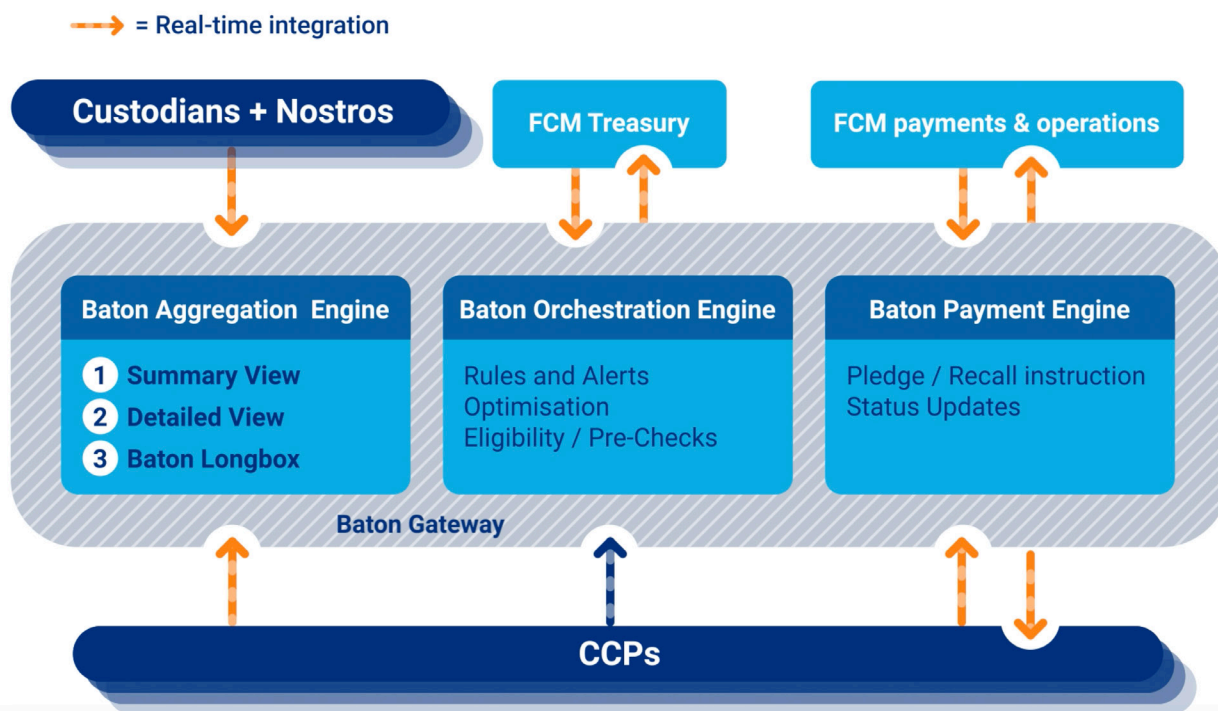 = Real-time integration
Custodians + Nostros
FCM Treasury
FCM payments & operations
Baton Aggregation Engine
1 Summary View
2 Detailed View
3 Baton Longbox
Baton Orchestration Engine
Rules and Alerts
Optimisation
Eligibility / Pre-Checks
Baton Payment Engine
Pledge / Recall instruction
Status Updates
Baton Gateway
CCPs